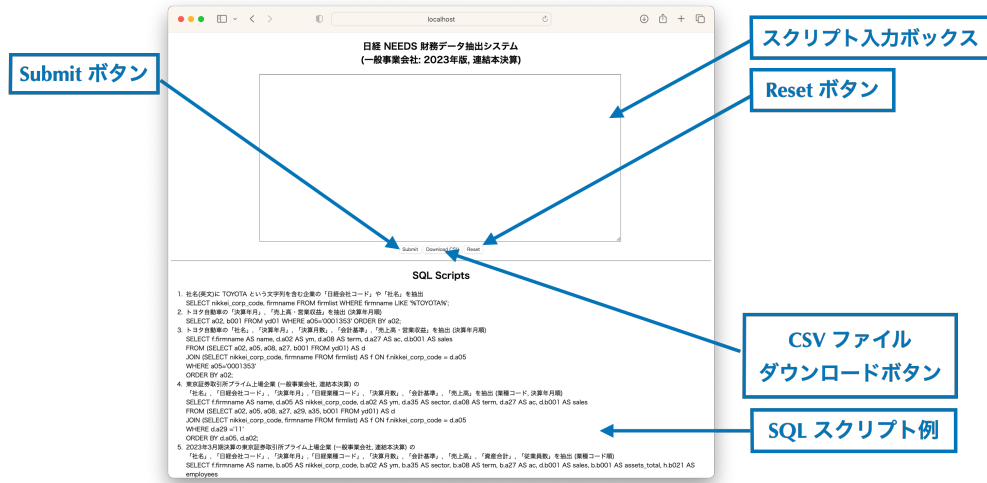 localhost
日経 NEEDS 財務データ抽出システム
(一般事業会社: 2023年版, 連結本決算)
スクリプト入力ボックス
Submit ボタン
Reset ボタン
Submit
Download CSV
Reset
SQL Scripts
1. 社名(英文)に TOYOTA という文字列を含む企業の「日経会社コード」や「社名」を抽出
SELECT nikkei_corp_code, firmname FROM firmlist WHERE firmname LIKE '%TOYOTA%';
2. トヨタ自動車の「決算年月」,「売上高・営業収益」を抽出 (決算年月順)
SELECT a02, b001 FROM yd01 WHERE a05='0001353' ORDER BY a02;
3. トヨタ自動車の「社名」,「決算年月」,「決算月数」,「会計基準」,「売上高・営業収益」を抽出 (決算年月順)
SELECT f.firmname AS name, d.a02 AS ym, d.a08 AS term, d.a27 AS ac, d.b001 AS sales
FROM (SELECT a02, a05, a08, a27, b001 FROM yd01) AS d
JOIN (SELECT nikkei_corp_code, firmname FROM firmlist) AS f ON f.nikkei_corp_code = d.a05
WHERE a05='0001353'
ORDER BY a02;
4. 東京証券取引所プライム上場企業 (一般事業会社, 連結本決算) の
「社名」,「日経会社コード」,「決算年月」,「日経業種コード」,「決算月数」,「会計基準」,「売上高」を抽出 (業種コード, 決算年月順)
SELECT f.firmname AS name, d.a05 AS nikkei_corp_code, d.a02 AS ym, d.a35 AS sector, d.a08 AS term, d.a27 AS ac, d.b001 AS sales
FROM (SELECT a02, a05, a08, a27, a29, a35, b001 FROM yd01) AS d
JOIN (SELECT nikkei_corp_code, firmname FROM firmlist) AS f ON f.nikkei_corp_code = d.a05
WHERE d.a29 ='11'
ORDER BY d.a05, d.a02;
5. 2023年3月期決算の東京証券取引所プライム上場企業 (一般事業会社, 連結本決算) の
「社名」,「日経会社コード」,「決算年月」,「日経業種コード」,「決算月数」,「会計基準」,「売上高」,「資産合計」,「従業員数」を抽出 (業種コード順)
SELECT f.firmname AS name, b.a05 AS nikkei_corp_code, b.a02 AS ym, b.a35 AS sector, b.a08 AS term, b.a27 AS ac, d.b001 AS sales, b.b001 AS assets_total, h.b021 AS
employees
CSV ファイル
ダウンロードボタン
SQL スクリプト例